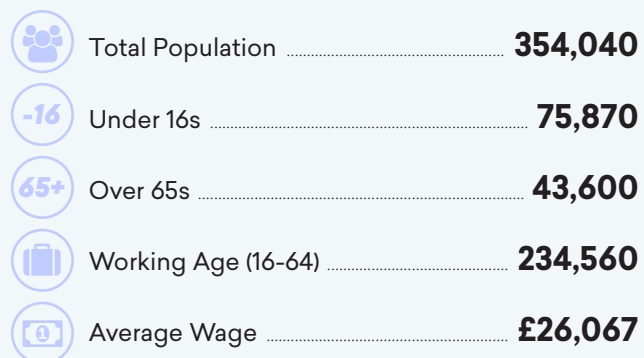 Total Population 354,040
-16 Under 16s 75,870
65+ Over 65s 43,600
Working Age (16-64) 234,560
1 Average Wage £26,067